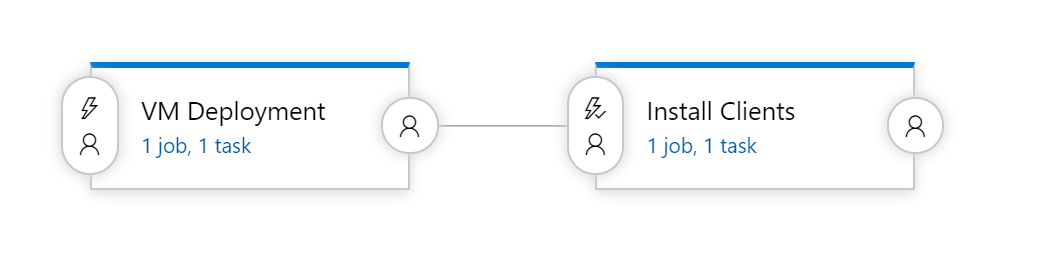 VM Deployment
1 job, 1 task
Install Clients
1 job, 1 task